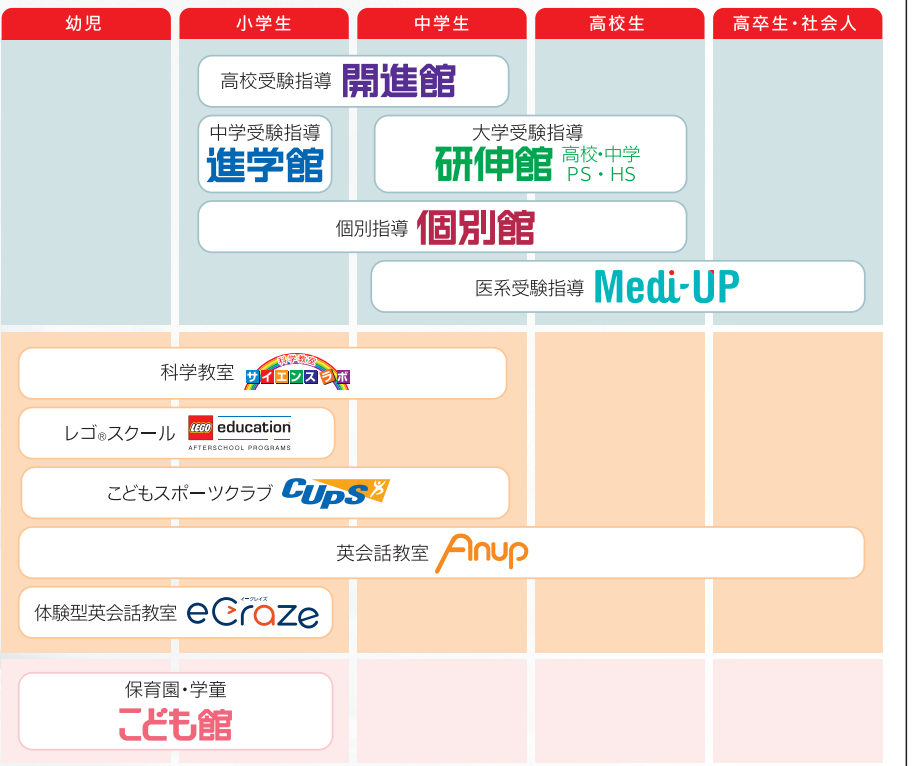 幼児
小学生
中学生
高校生
高卒生・社会人
高校受験指導 開進館
中学受験指導
進学館
大学受験指導
研伸館 高校・中学
PS・HS
個別指導 個別館
医系受験指導 Medi-UP
科学教室 科学教室
サイエンスラボ
レゴ®スクール LEGO education
AFTERSCHOOL PROGRAMS
こどもスポーツクラブ CUPS
英会話教室 Anup
イークレイズ
体験型英会話教室 eCraze
保育園・学童
こども館